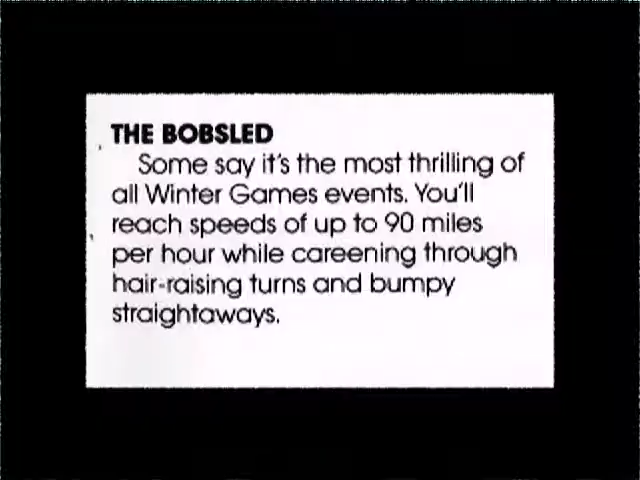 THE BOBSLED
Some say it's the most thrilling of
all Winter Games events. You'll
reach speeds of up to 90 miles
per hour while careening through
hair-raising turns and bumpy
straightaways.